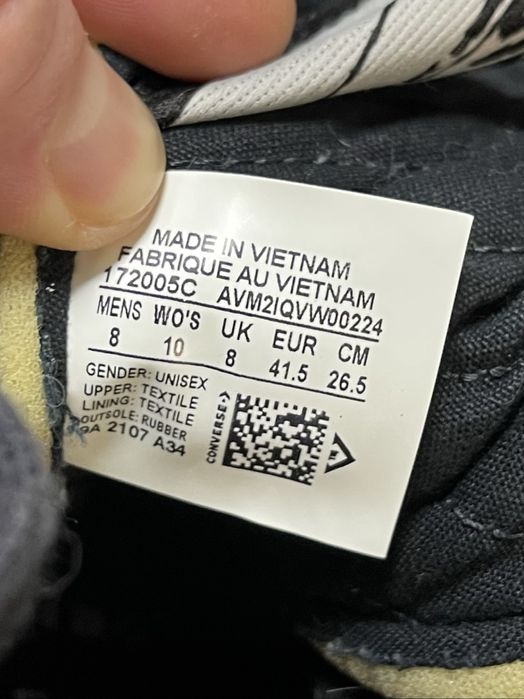 MADE IN VIETNAM
FABRIQUE AU VIETNAM
172005C AVM2IQVW00224
MENS WO'S UK EUR CM
8 10 8 41.5 26.5
GENDER: UNISEX
UPPER: TEXTILE
LINING: TEXTILE
OUTSOLE: RUBBER
9A 2107 A34
CONVERSE